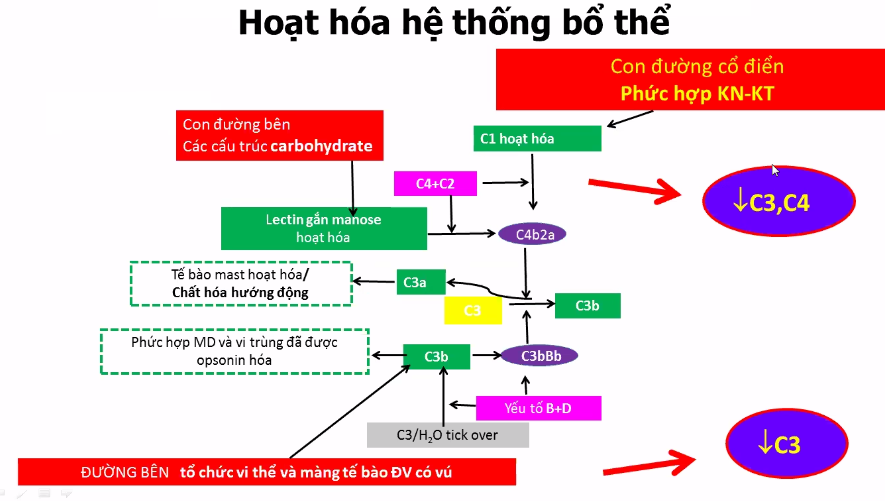 Hoạt hóa hệ thống bổ thể
Con đường cổ điển
Phức hợp KN-KT
Con đường bên
Các cấu trúc carbohydrate
C1 hoạt hóa
C4+C2
↓C3,C4
Lectin gắn manose
hoạt hóa
C4b2a
Tế bào mast hoạt hóa/
Chất hóa hướng động
C3a
C3
C3b
Phức hợp MD và vi trùng đã được
opsonin hóa
C3b
C3bBb
Yếu tố B+D
C3/H₂O tick over
↓C3
ĐƯỜNG BÊN tổ chức vi thể và màng tế bào ĐV có vú